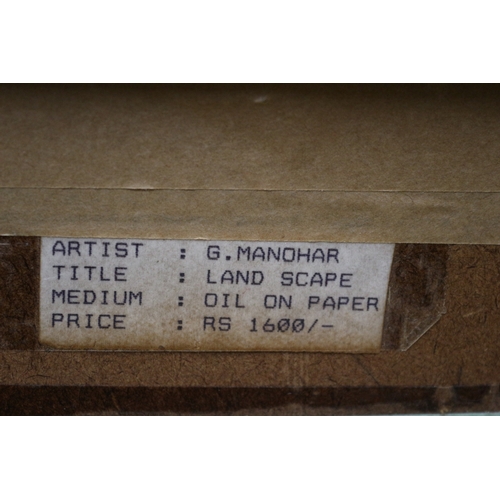 ARTIST : G.MANOHAR
TITLE : LAND SCAPE
MEDIUM : OIL ON PAPER
PRICE : RS 1600/-